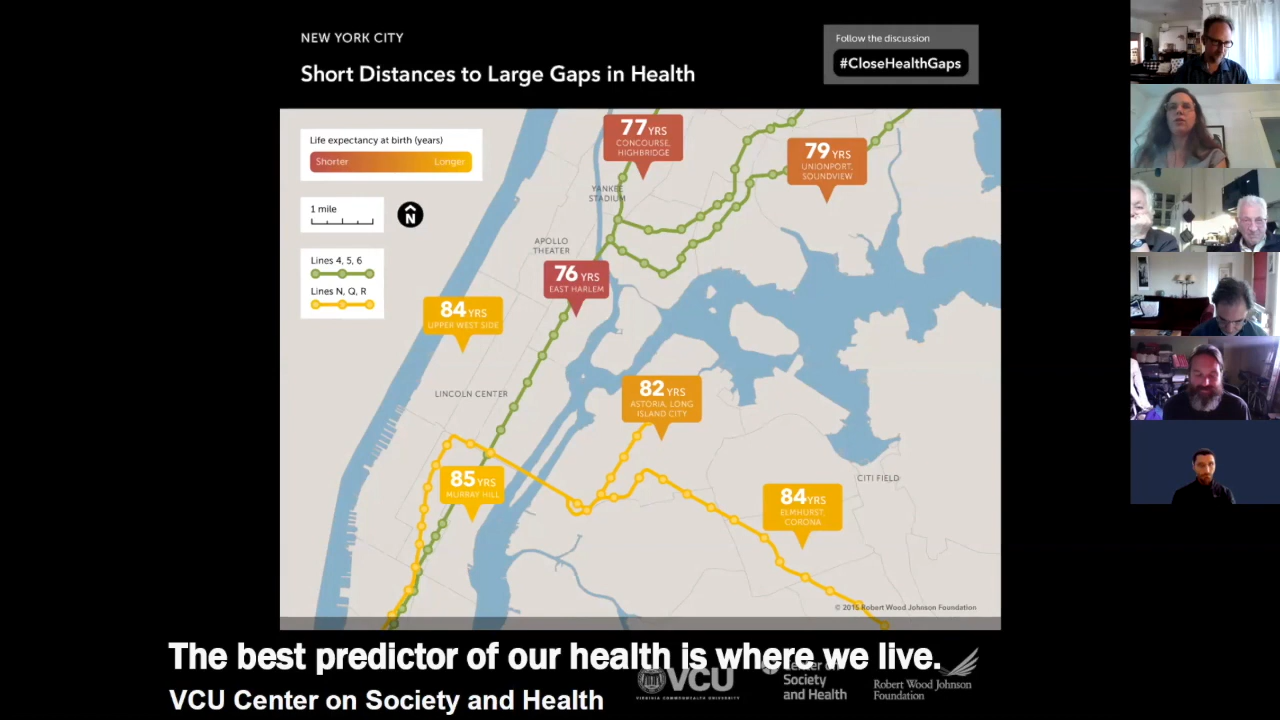 NEW YORK CITY
Short Distances to Large Gaps in Health
Follow the discussion
#CloseHealthGaps
Life expectancy at birth (years)
Shorter Longer
1 mile
N
Lines 4, 5, 6
Lines N, Q, R
77 YRS
CONCOURSE,
HIGHBRIDGE
79 YRS
UNIONPORT,
SOUNDVIEW
YANKEE
STADIUM
APOLLO
THEATER
76 YRS
EAST HARLEM
84 YRS
UPPER WEST SIDE
LINCOLN CENTER
82 YRS
ASTORIA, LONG
ISLAND CITY
85 YRS
MURRAY HILL
CITI FIELD
84 YRS
ELMHURST,
CORONA
© 2015 Robert Wood Johnson Foundation
The best predictor of our health is where we live.
VCU Center on Society and Health
VCU
VIRGINIA COMMONWEALTH UNIVERSITY
Center on
Society
and Health
Robert Wood Johnson
Foundation